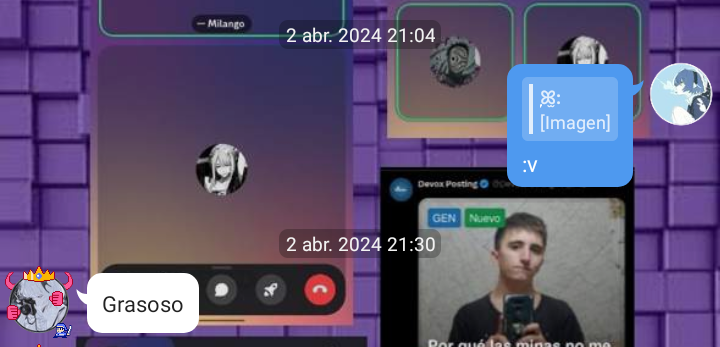 — Milango
2 abr. 2024 21:04
[Imagen]
:v
Devox Posting
GEN Nuevo
2 abr. 2024 21:30
Grasoso
Por qué las minas no me